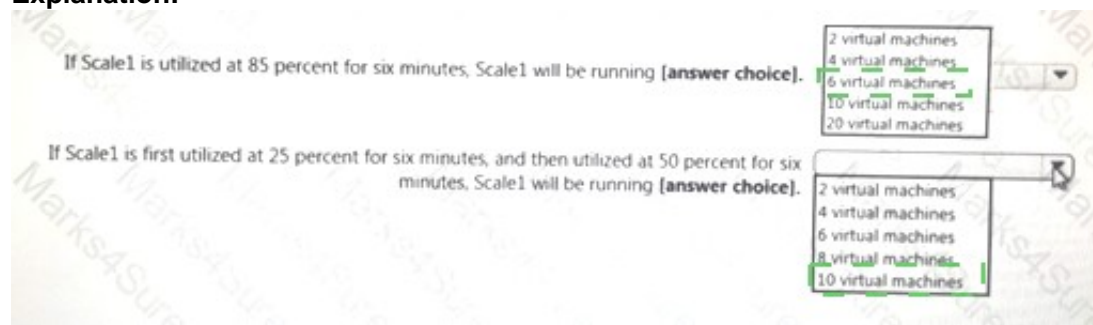 Explanation:
2 virtual machines
If Scale1 is utilized at 85 percent for six minutes, Scale1 will be running [answer choice].
4 virtual machines
6 virtual machines
10 virtual machines
20 virtual machines
If Scale1 is first utilized at 25 percent for six minutes, and then utilized at 50 percent for six
minutes, Scale1 will be running [answer choice].
2 virtual machines
4 virtual machines
6 virtual machines
8 virtual machines
10 virtual machines
Marks4Sure